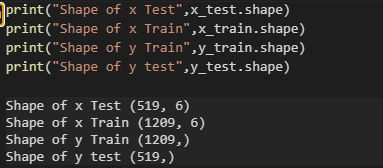 print("Shape of x Test",x_test.shape)
print("Shape of x Train",x_train.shape)
print("Shape of y Train",y_train.shape)
print("Shape of y test",y_test.shape)
Shape of x Test (519, 6)
Shape of x Train (1209, 6)
Shape of y Train (1209,)
Shape of y test (519,)